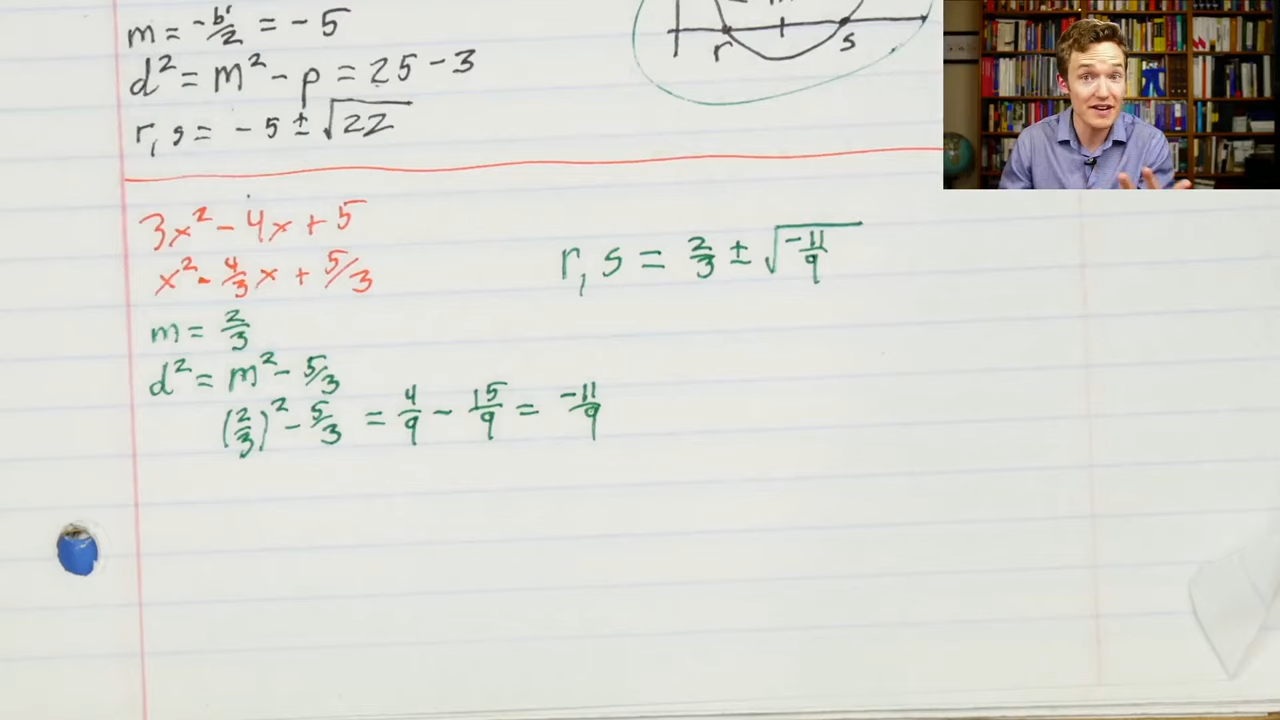 m = -b'/2 = -5
d² = m² - p = 25 - 3
r, s = -5 ± √22
r s
3x² - 4x + 5
x² - 4/3 x + 5/3
m = 2/3
d² = m² - 5/3
(2/3)² - 5/3 = 4/9 - 15/9 = -11/9
r, s = 2/3 ± √-11/9